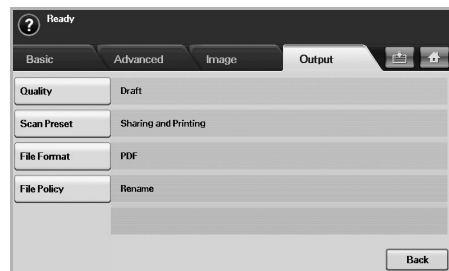 ? Ready
Basic Advanced Image Output
Quality Draft
Scan Preset Sharing and Printing
File Format PDF
File Policy Rename
Back